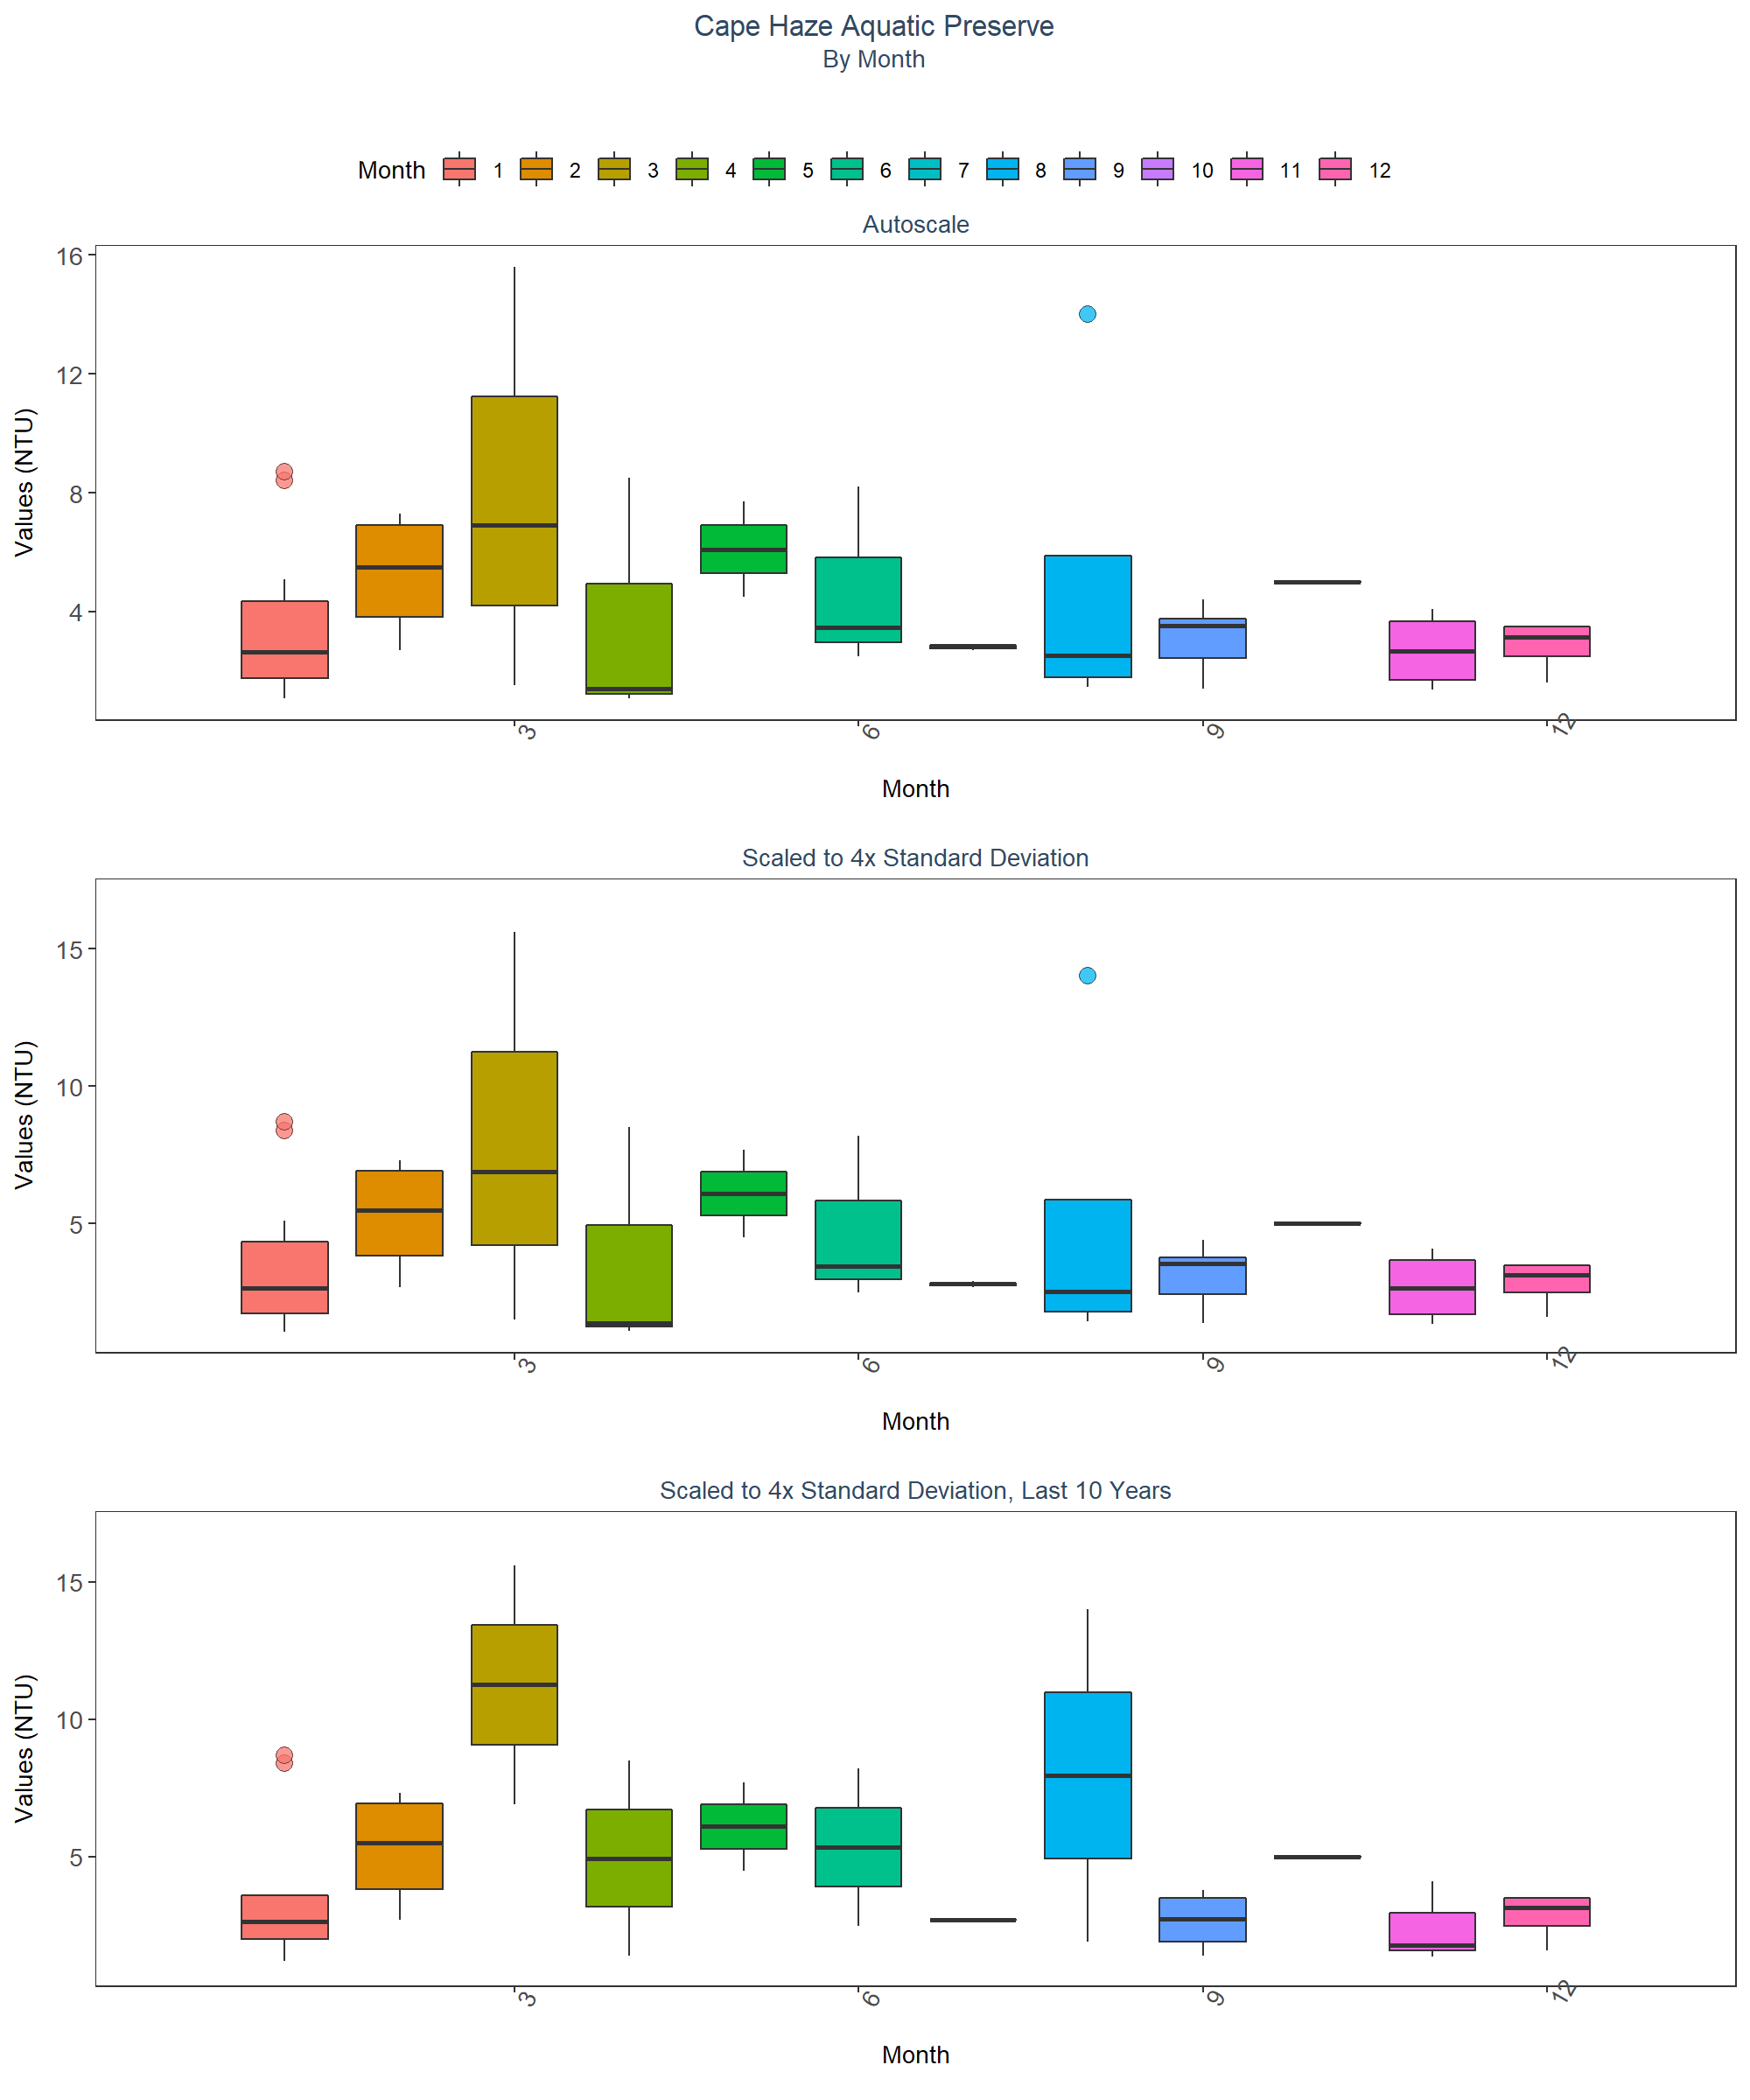 Cape Haze Aquatic Preserve
By Month
Month 1 2 3 4 5 6 7 8 9 10 11 12
Autoscale
Values (NTU)
16
12
8
4
3 6 9 12
Month
Scaled to 4x Standard Deviation
Values (NTU)
15
10
5
3 6 9 12
Month
Scaled to 4x Standard Deviation, Last 10 Years
Values (NTU)
15
10
5
3 6 9 12
Month